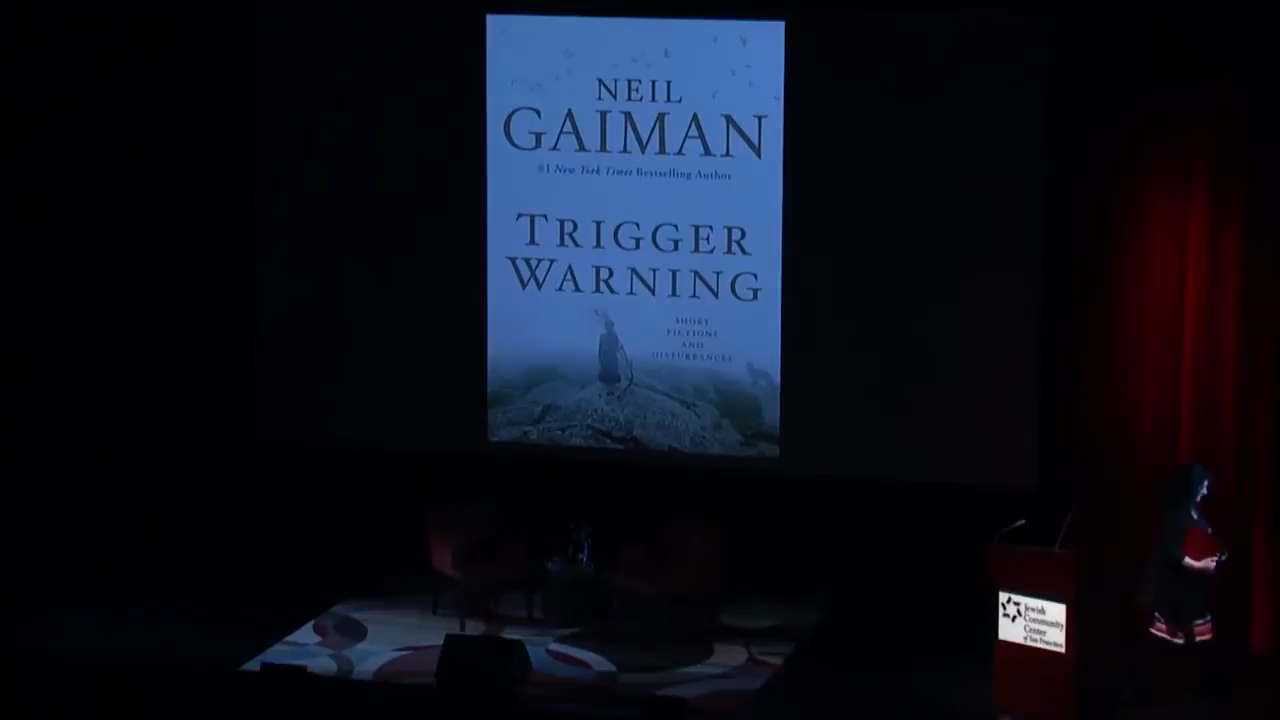 NEIL
GAIMAN
#1 New York Times Bestselling Author
TRIGGER
WARNING
SHORT
FICTIONS
AND
DISTURBANCES
Jewish
Community
Center
of San Francisco